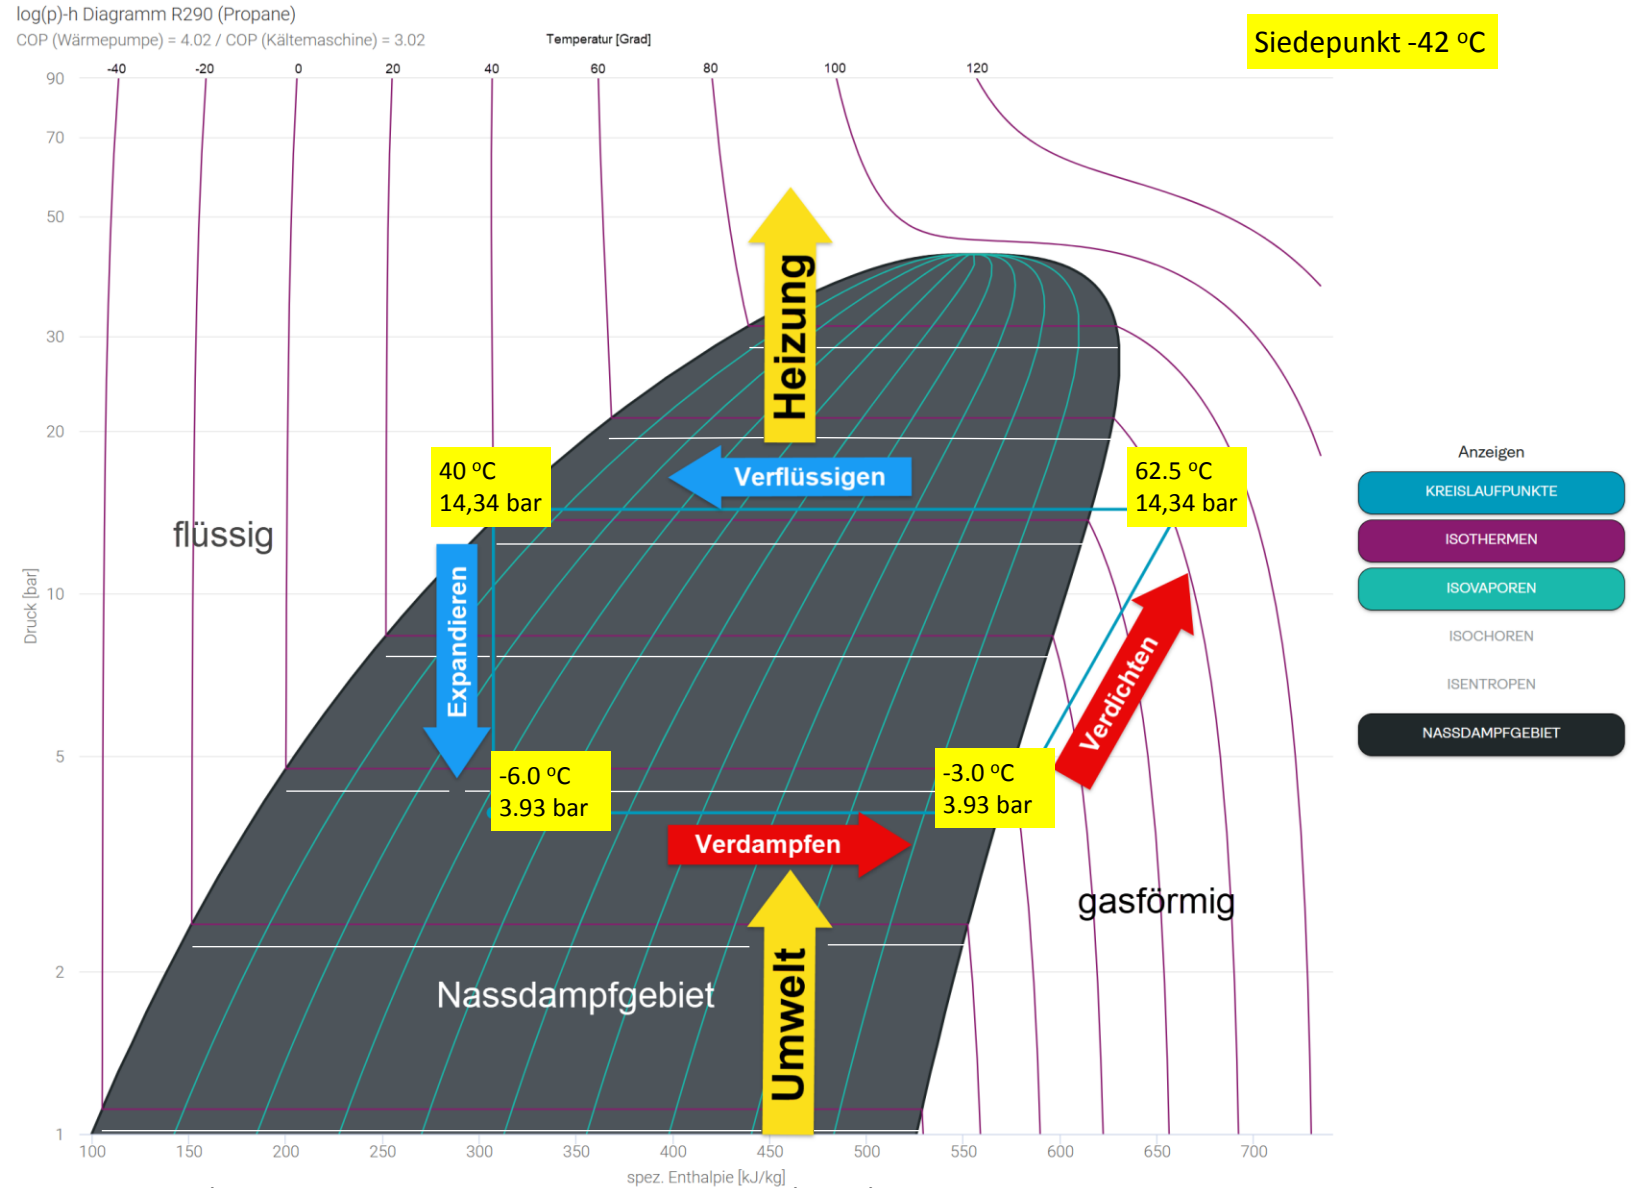 log(p)-h Diagramm R290 (Propane)
COP (Wärmepumpe) = 4.02 / COP (Kältemaschine) = 3.02
Temperatur [Grad]
Siedepunkt -42 °C
-40 -20 0 20 40 60 80 100 120
90
70
50
30
20
10
5
2
1
Druck [bar]
Heizung
Verflüssigen
40 °C
14,34 bar
62.5 °C
14,34 bar
flüssig
Expandieren
Verdichten
-6.0 °C
3.93 bar
-3.0 °C
3.93 bar
Verdampfen
gasförmig
Nassdampfgebiet
Umwelt
100 150 200 250 300 350 400 450 500 550 600 650 700
spez. Enthalpie [kJ/kg]
Anzeigen
KREISLAUFPUNKTE
ISOTHERMEN
ISOVAPOREN
ISOCHOREN
ISENTROPEN
NASSDAMPFGEBIET